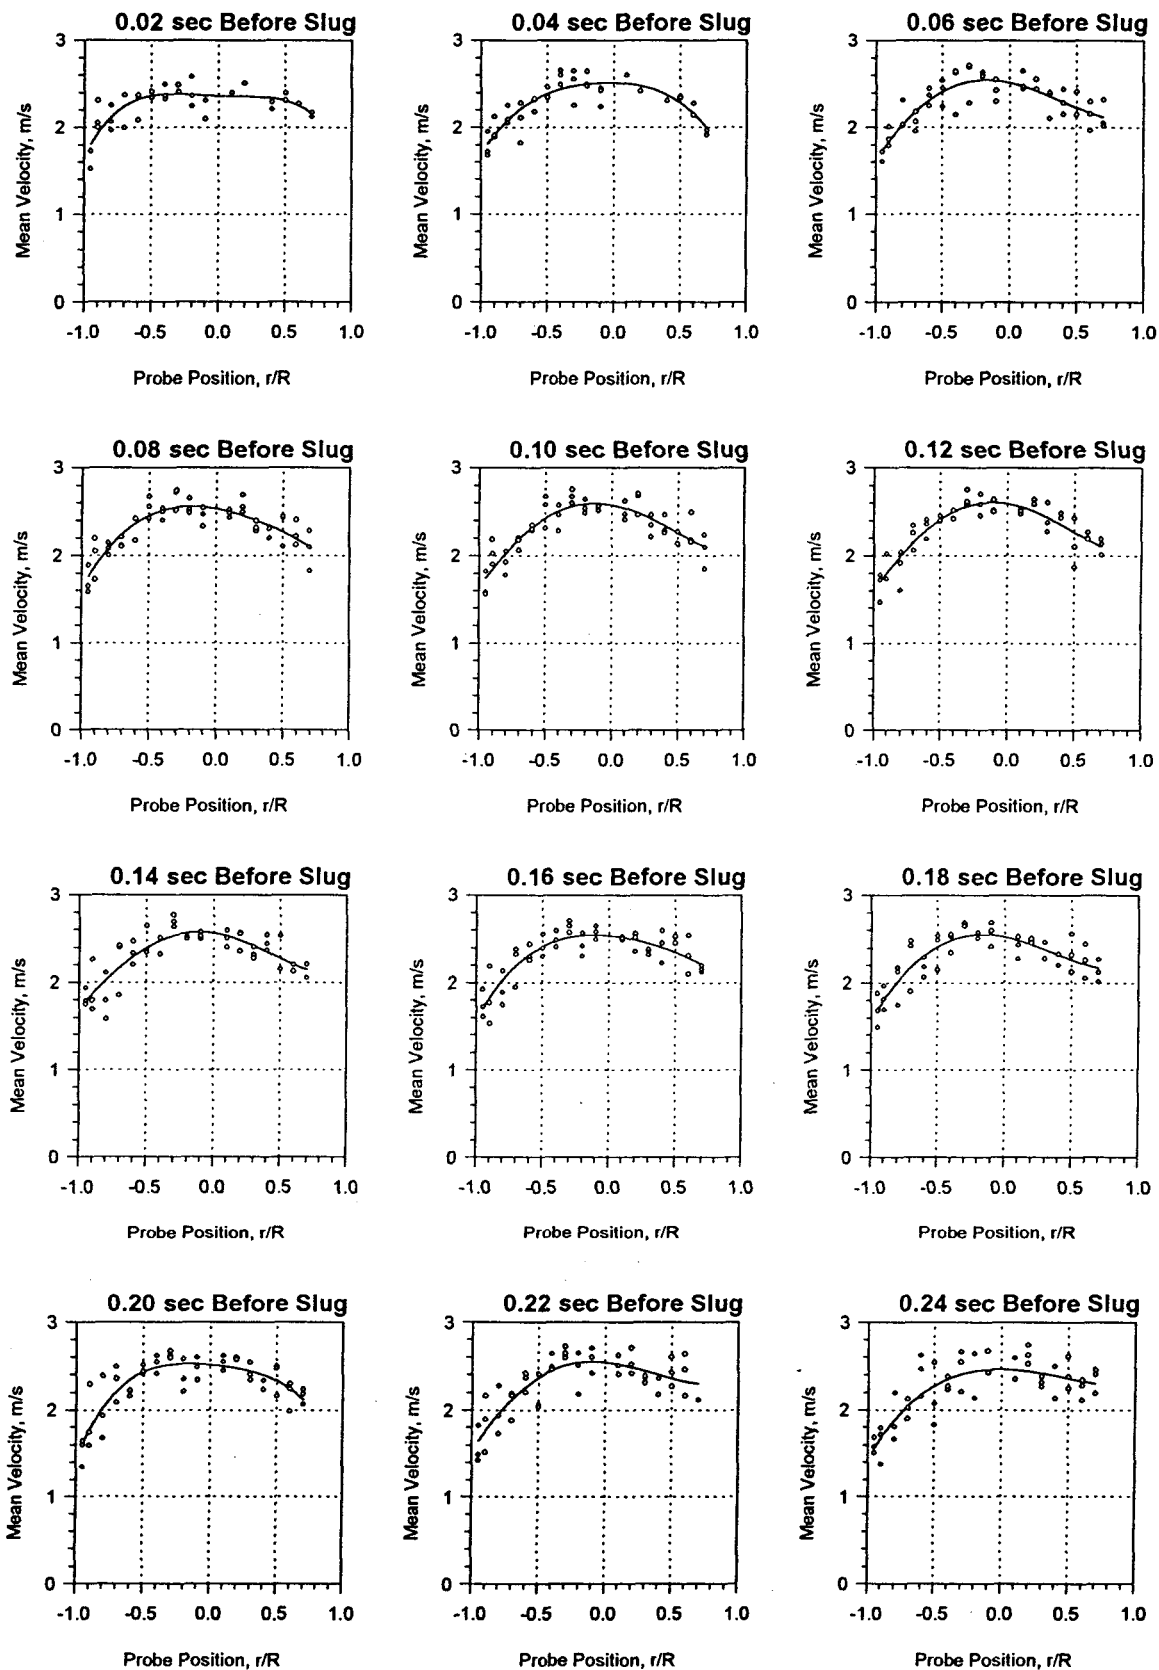 0.02 sec Before Slug
3
2
1
0
Mean Velocity, m/s
-1.0 -0.5 0.0 0.5 1.0
Probe Position, r/R
0.04 sec Before Slug
3
2
1
0
Mean Velocity, m/s
-1.0 -0.5 0.0 0.5 1.0
Probe Position, r/R
0.06 sec Before Slug
3
2
1
0
Mean Velocity, m/s
-1.0 -0.5 0.0 0.5 1.0
Probe Position, r/R
0.08 sec Before Slug
3
2
1
0
Mean Velocity, m/s
-1.0 -0.5 0.0 0.5 1.0
Probe Position, r/R
0.10 sec Before Slug
3
2
1
0
Mean Velocity, m/s
-1.0 -0.5 0.0 0.5 1.0
Probe Position, r/R
0.12 sec Before Slug
3
2
1
0
Mean Velocity, m/s
-1.0 -0.5 0.0 0.5 1.0
Probe Position, r/R
0.14 sec Before Slug
3
2
1
0
Mean Velocity, m/s
-1.0 -0.5 0.0 0.5 1.0
Probe Position, r/R
0.16 sec Before Slug
3
2
1
0
Mean Velocity, m/s
-1.0 -0.5 0.0 0.5 1.0
Probe Position, r/R
0.18 sec Before Slug
3
2
1
0
Mean Velocity, m/s
-1.0 -0.5 0.0 0.5 1.0
Probe Position, r/R
0.20 sec Before Slug
3
2
1
0
Mean Velocity, m/s
-1.0 -0.5 0.0 0.5 1.0
Probe Position, r/R
0.22 sec Before Slug
3
2
1
0
Mean Velocity, m/s
-1.0 -0.5 0.0 0.5 1.0
Probe Position, r/R
0.24 sec Before Slug
3
2
1
0
Mean Velocity, m/s
-1.0 -0.5 0.0 0.5 1.0
Probe Position, r/R